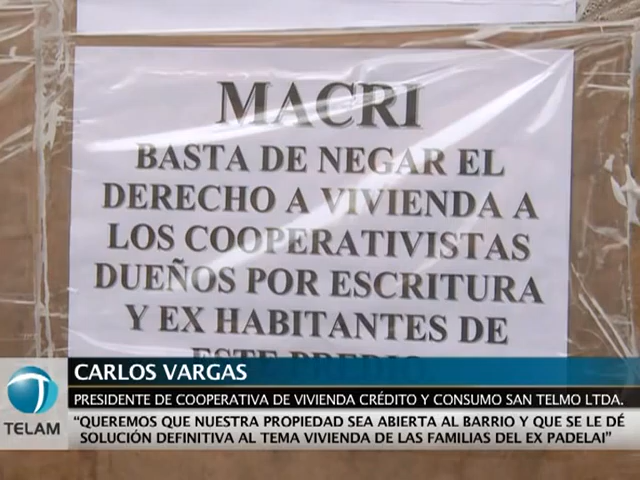 MACRI
BASTA DE NEGAR EL
DERECHO A VIVIENDA A
LOS COOPERATIVISTAS
DUEÑOS POR ESCRITURA
Y EX HABITANTES DE
ESTE PREDIO
CARLOS VARGAS
PRESIDENTE DE COOPERATIVA DE VIVIENDA CRÉDITO Y CONSUMO SAN TELMO LTDA.
TELAM
“QUEREMOS QUE NUESTRA PROPIEDAD SEA ABIERTA AL BARRIO Y QUE SE LE DÉ
SOLUCIÓN DEFINITIVA AL TEMA VIVIENDA DE LAS FAMILIAS DEL EX PADELAI”